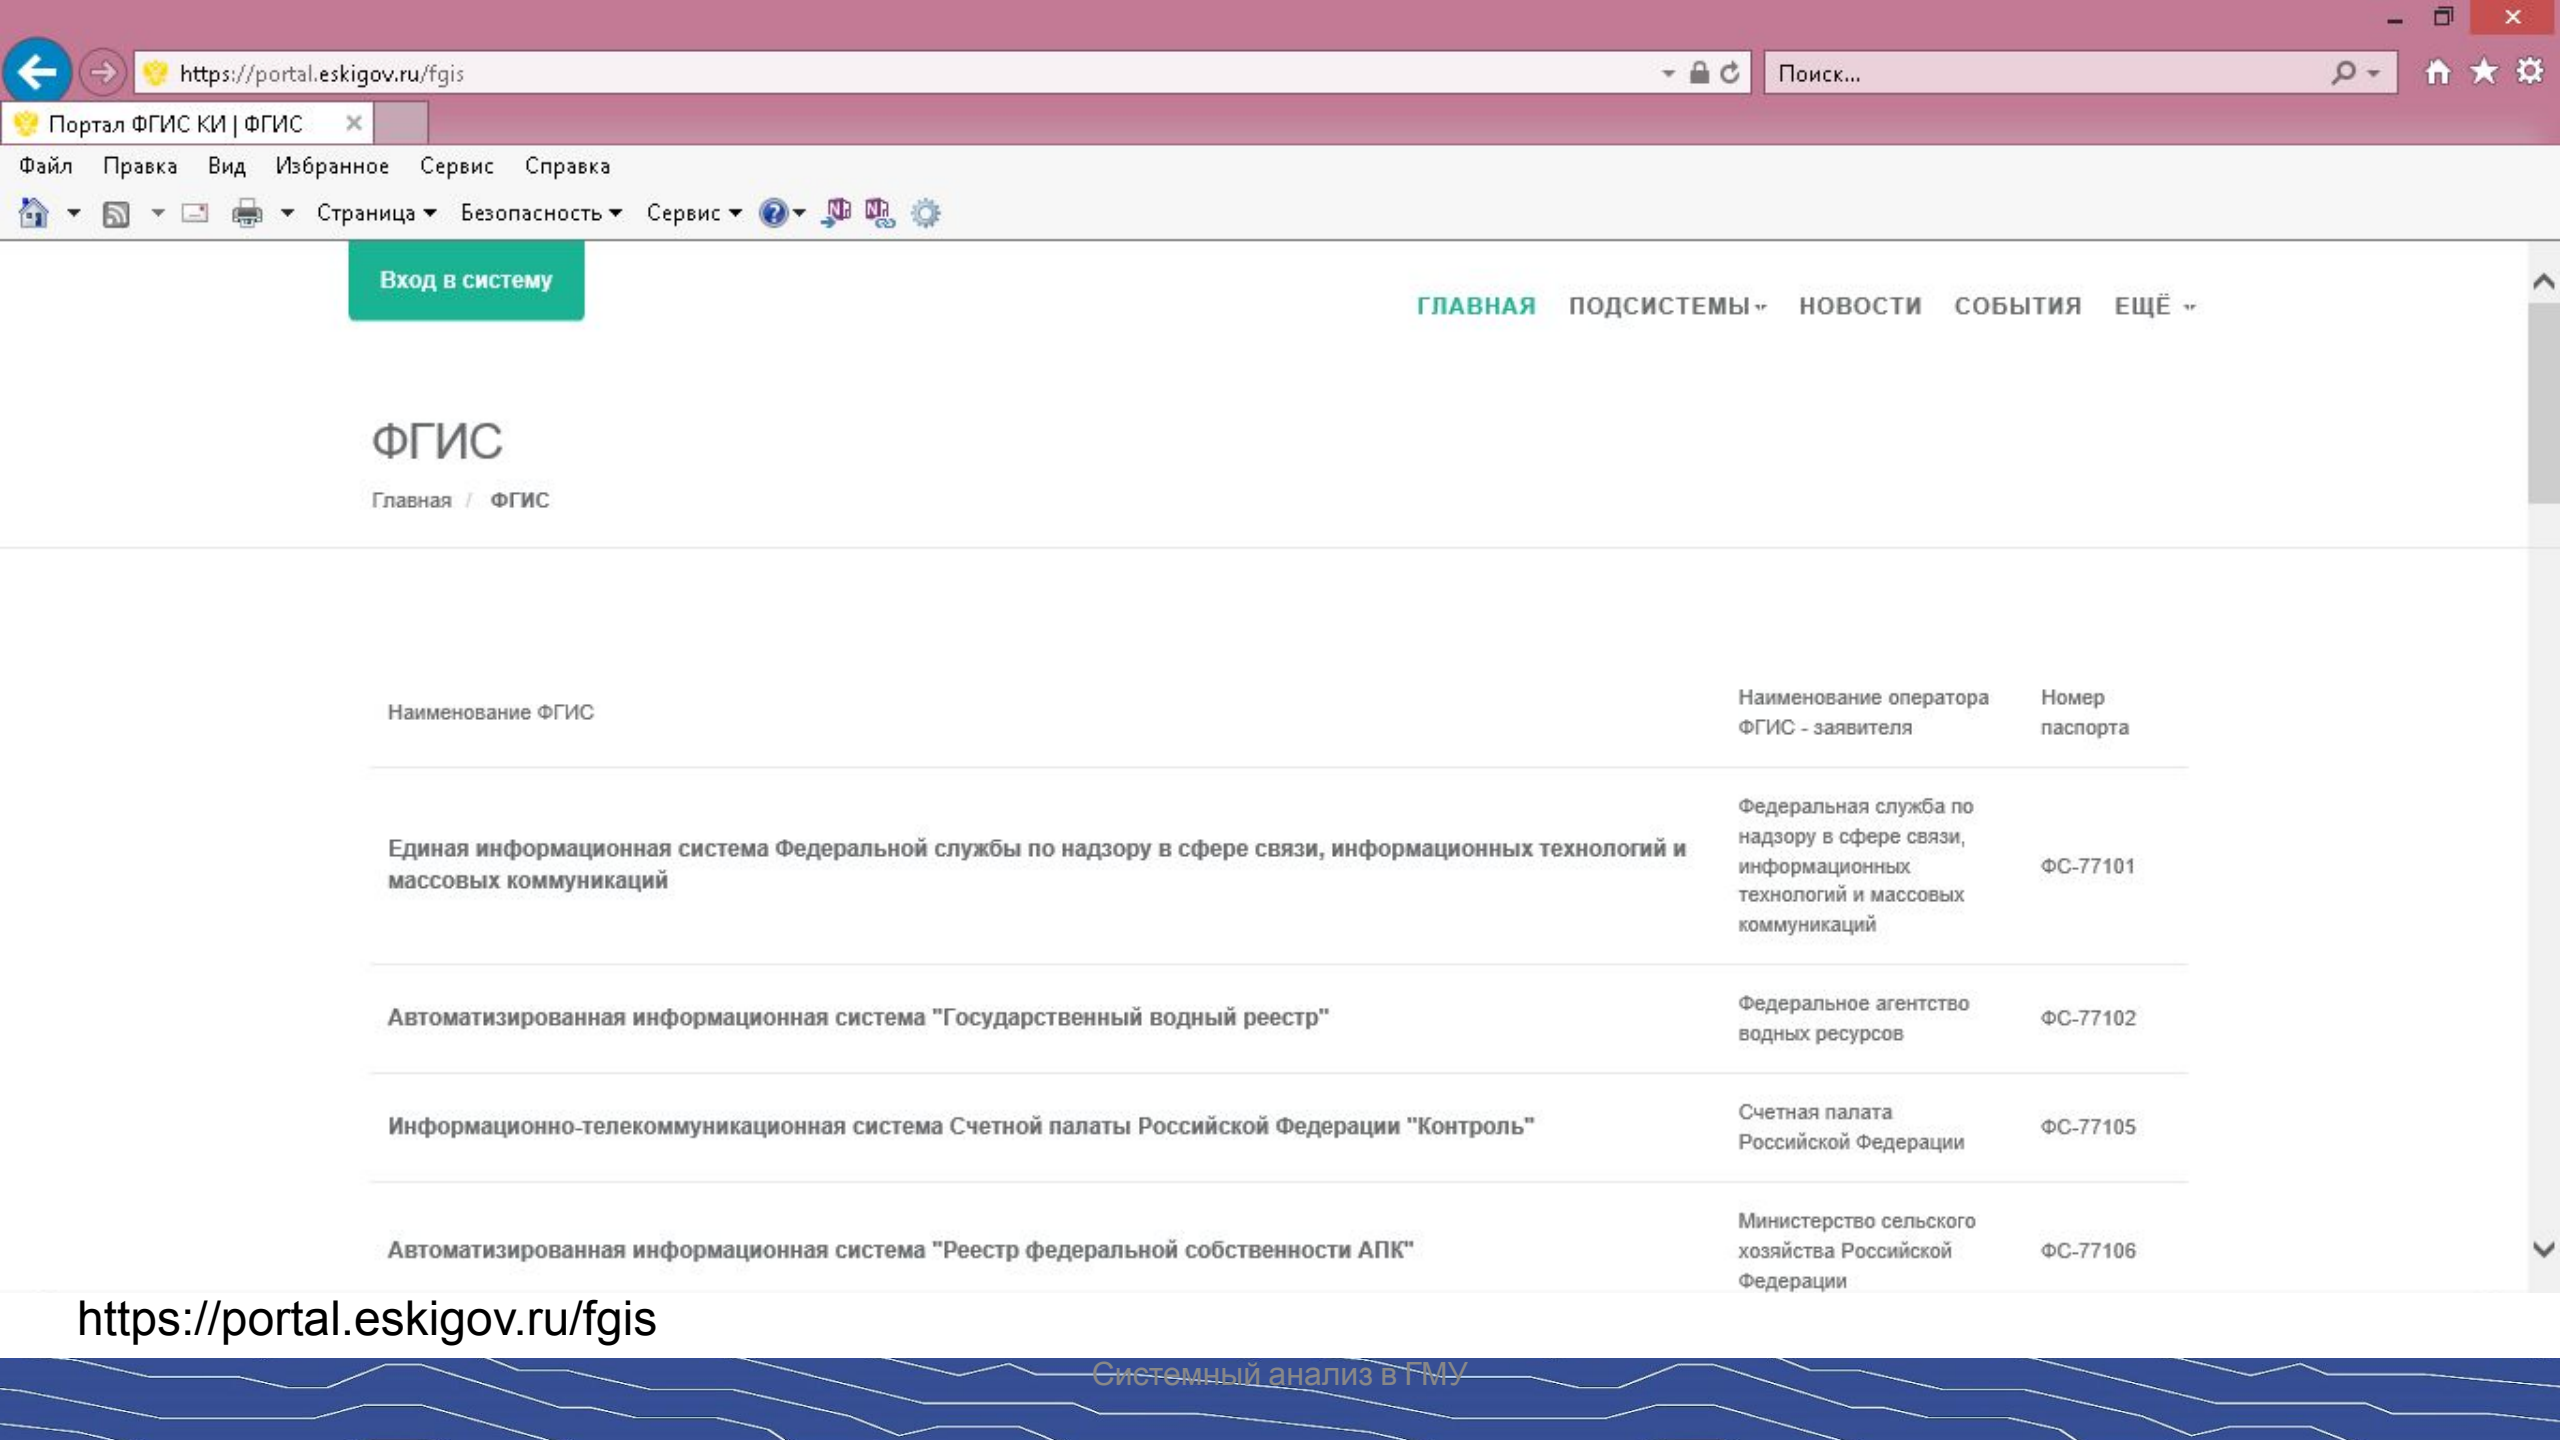 https://portal.eskigov.ru/fgis
Поиск...
Портал ФГИС КИ | ФГИС
Файл Правка Вид Избранное Сервис Справка
Страница Безопасность Сервис
Вход в систему
ГЛАВНАЯ ПОДСИСТЕМЫ НОВОСТИ СОБЫТИЯ ЕЩЁ
ФГИС
Главная / ФГИС
Наименование ФГИС
Наименование оператора
ФГИС - заявителя
Номер
паспорта
Единая информационная система Федеральной службы по надзору в сфере связи, информационных технологий и
массовых коммуникаций
Федеральная служба по
надзору в сфере связи,
информационных
технологий и массовых
коммуникаций
ФС-77101
Автоматизированная информационная система "Государственный водный реестр"
Федеральное агентство
водных ресурсов
ФС-77102
Информационно-телекоммуникационная система Счетной палаты Российской Федерации "Контроль"
Счетная палата
Российской Федерации
ФС-77105
Автоматизированная информационная система "Реестр федеральной собственности АПК"
Министерство сельского
хозяйства Российской
Федерации
ФС-77106
https://portal.eskigov.ru/fgis
Системный анализ в ГМУ